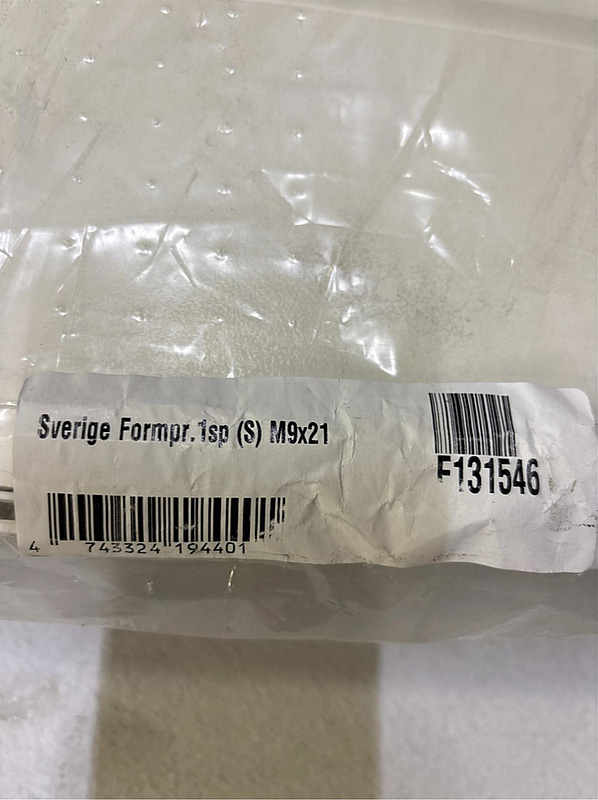 Sverige Formpr.1sp (S) M9x21
F131546
4 743324 194401